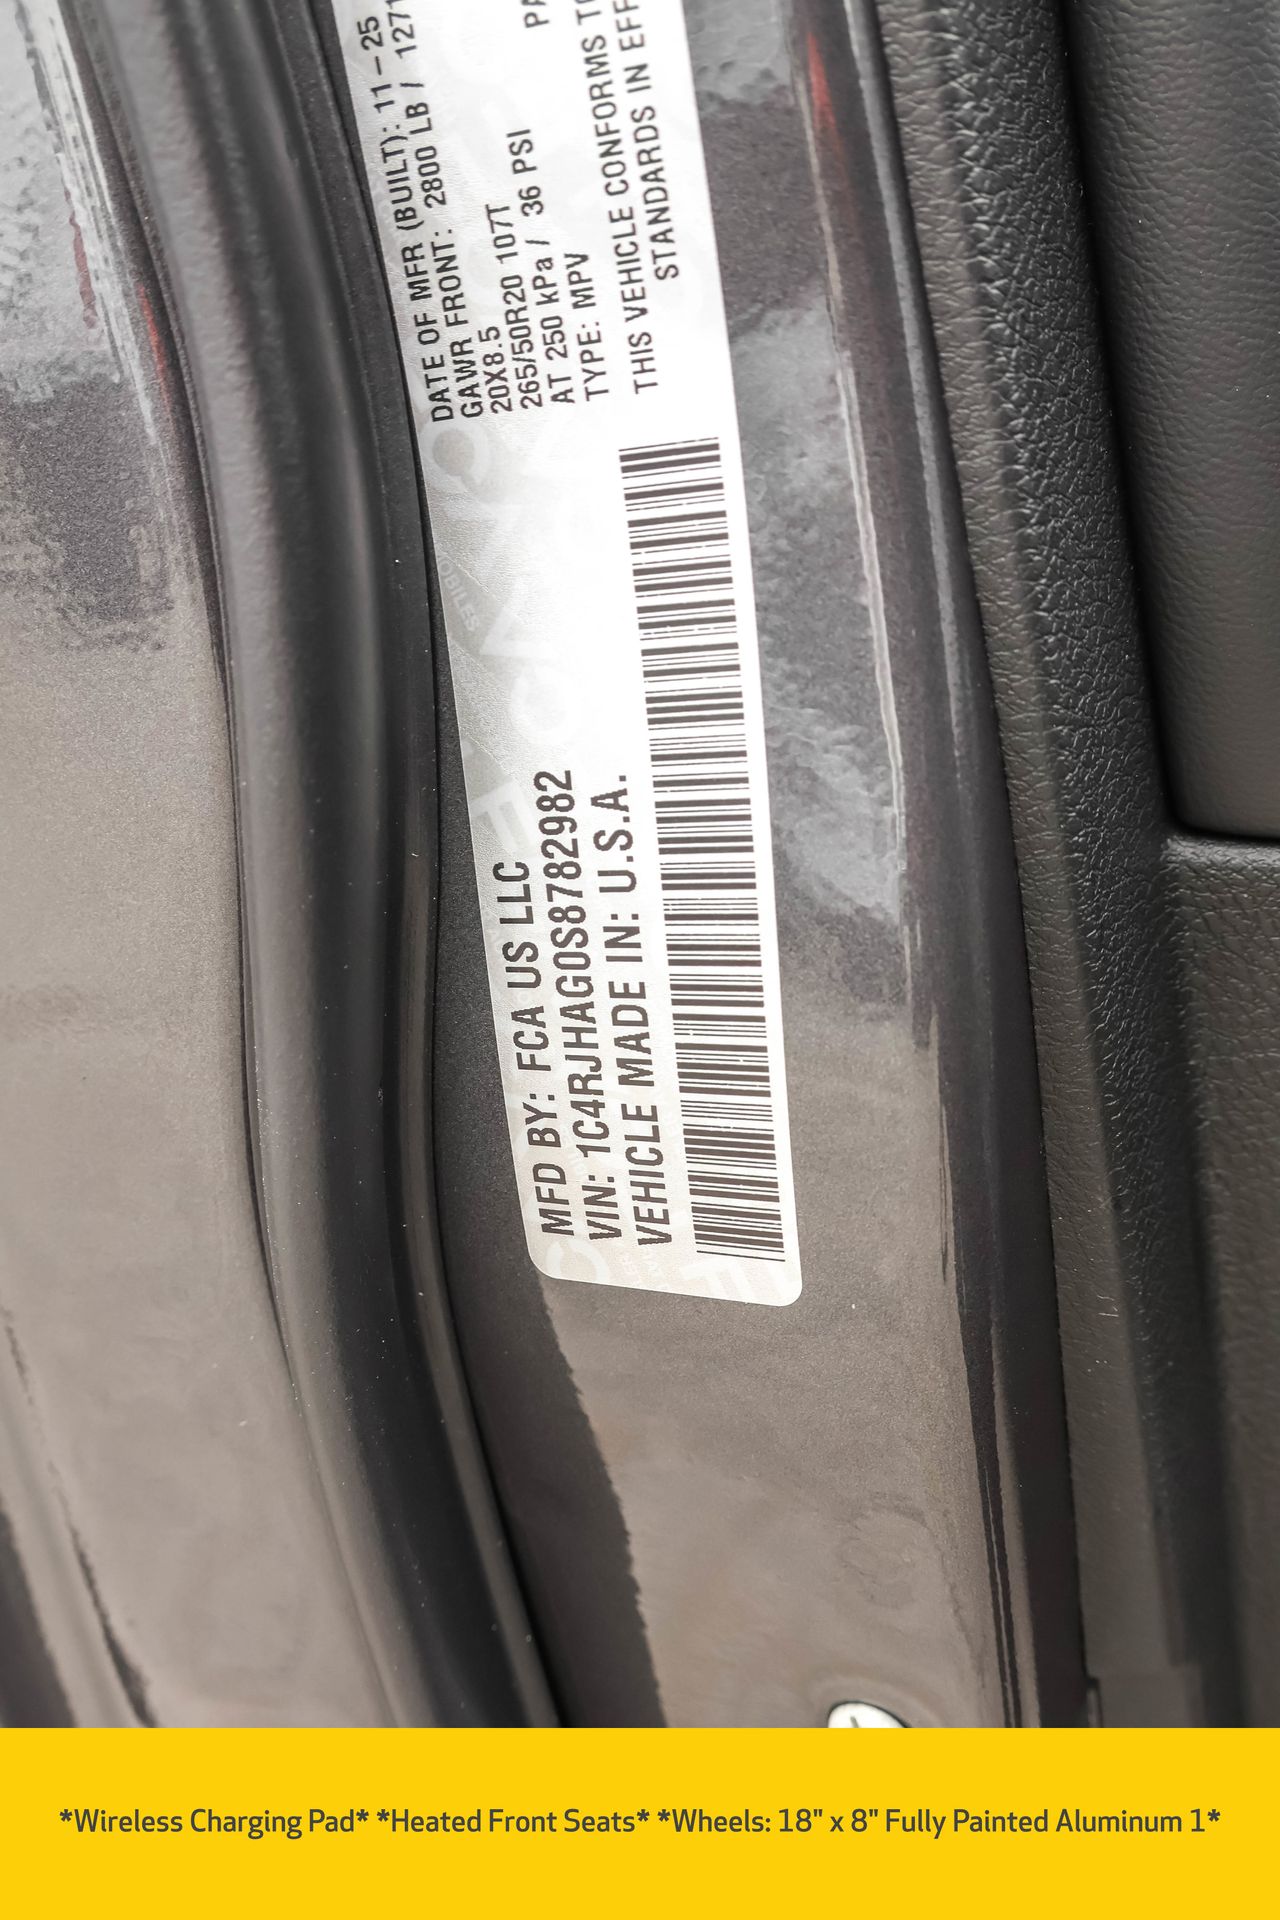 MFD BY: FCA US LLC
VIN: 1C4RJHAG0S8782982
VEHICLE MADE IN: U.S.A.
DATE OF MFR (BUILT): 11-25
GAWR FRONT: 2800 LB / 1271
20X8.5
265/50R20 107T
AT 250 kPa / 36 PSI
TYPE: MPV
THIS VEHICLE CONFORMS
STANDARDS IN
*Wireless Charging Pad* *Heated Front Seats* *Wheels: 18" x 8" Fully Painted Aluminum 1*